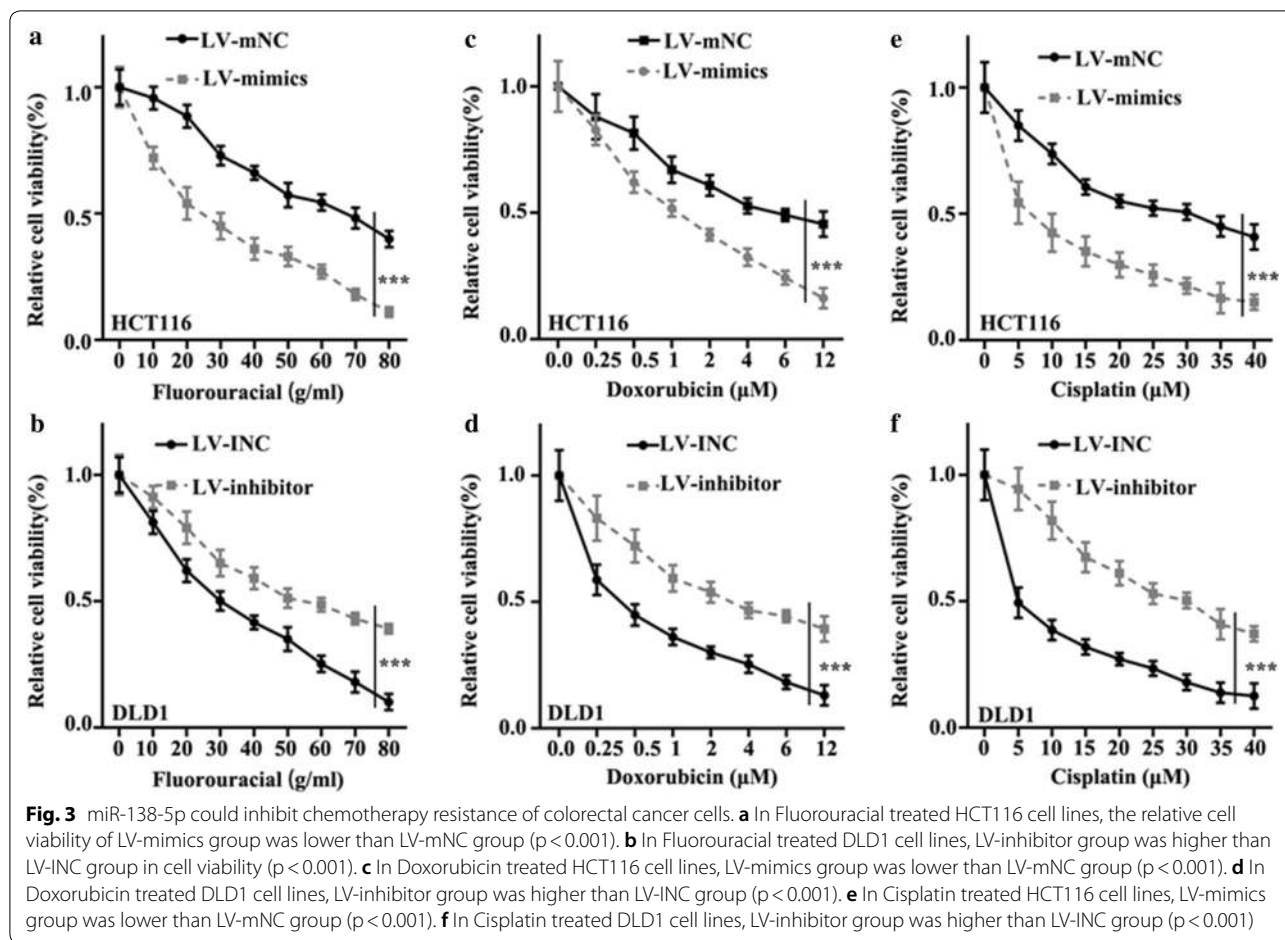 a
LV-mNC
LV-mimics
Relative cell viability(%)
1.0
0.5
0.0
***
HCT116
0 10 20 30 40 50 60 70 80
Fluorouracial (g/ml)
c
LV-mNC
LV-mimics
Relative cell viability(%)
1.0
0.5
0.0
***
HCT116
0.0 0.25 0.5 1 2 4 6 12
Doxorubicin (μM)
e
LV-mNC
LV-mimics
Relative cell viability(%)
1.0
0.5
0.0
***
HCT116
0 5 10 15 20 25 30 35 40
Cisplatin (μM)
b
LV-INC
LV-inhibitor
Relative cell viability(%)
1.0
0.5
0.0
***
DLD1
0 10 20 30 40 50 60 70 80
Fluorouracial (g/ml)
d
LV-INC
LV-inhibitor
Relative cell viability(%)
1.0
0.5
0.0
***
DLD1
0.0 0.25 0.5 1 2 4 6 12
Doxorubicin (μM)
f
LV-INC
LV-inhibitor
Relative cell viability(%)
1.0
0.5
0.0
***
DLD1
0 5 10 15 20 25 30 35 40
Cisplatin (μM)
Fig. 3 miR-138-5p could inhibit chemotherapy resistance of colorectal cancer cells. a In Fluorouracial treated HCT116 cell lines, the relative cell
viability of LV-mimics group was lower than LV-mNC group (p < 0.001). b In Fluorouracial treated DLD1 cell lines, LV-inhibitor group was higher than
LV-INC group in cell viability (p < 0.001). c In Doxorubicin treated HCT116 cell lines, LV-mimics group was lower than LV-mNC group (p < 0.001). d In
Doxorubicin treated DLD1 cell lines, LV-inhibitor group was higher than LV-INC group (p < 0.001). e In Cisplatin treated HCT116 cell lines, LV-mimics
group was lower than LV-mNC group (p < 0.001). f In Cisplatin treated DLD1 cell lines, LV-inhibitor group was higher than LV-INC group (p < 0.001)